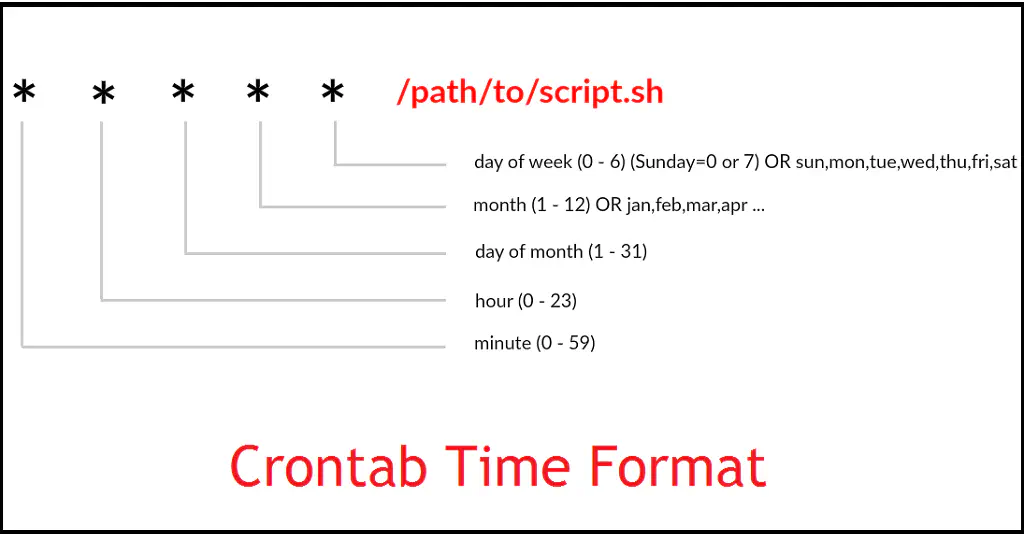 * * * * * /path/to/script.sh
day of week (0 - 6) (Sunday=0 or 7) OR sun,mon,tue,wed,thu,fri,sat
month (1 - 12) OR jan,feb,mar,apr ...
day of month (1 - 31)
hour (0 - 23)
minute (0 - 59)
Crontab Time Format